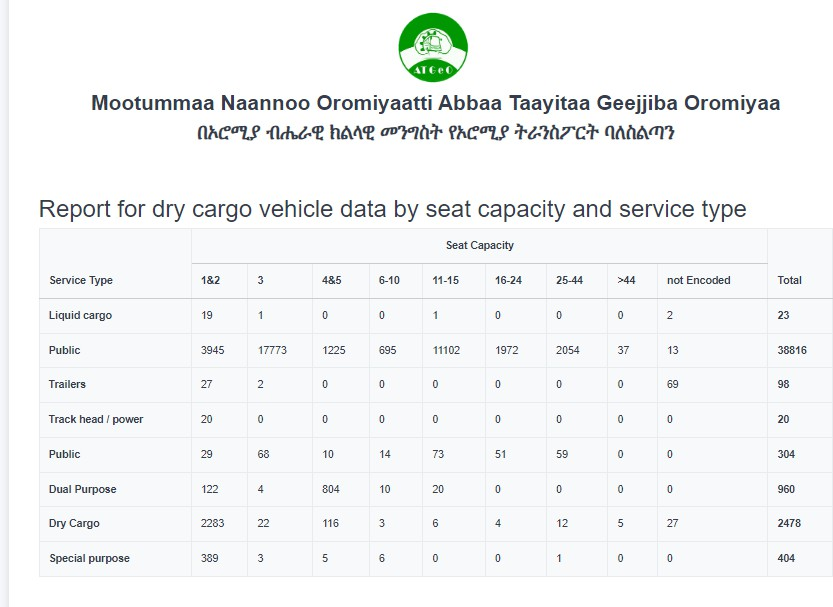 ATGeO
Mootummaa Naannoo Oromiyaatti Abbaa Taayitaa Geejjiba Oromiyaa
በኦሮሚያ ብሔራዊ ክልላዊ መንግስት የኦሮሚያ ትራንስፖርት ባለስልጣን
Report for dry cargo vehicle data by seat capacity and service type
Seat Capacity
Service Type 1&2 3 4&5 6-10 11-15 16-24 25-44 >44 not Encoded Total
Liquid cargo 19 1 0 0 1 0 0 0 2 23
Public 3945 17773 1225 695 11102 1972 2054 37 13 38816
Trailers 27 2 0 0 0 0 0 0 69 98
Track head / power 20 0 0 0 0 0 0 0 0 20
Public 29 68 10 14 73 51 59 0 0 304
Dual Purpose 122 4 804 10 20 0 0 0 0 960
Dry Cargo 2283 22 116 3 6 4 12 5 27 2478
Special purpose 389 3 5 6 0 0 1 0 0 404